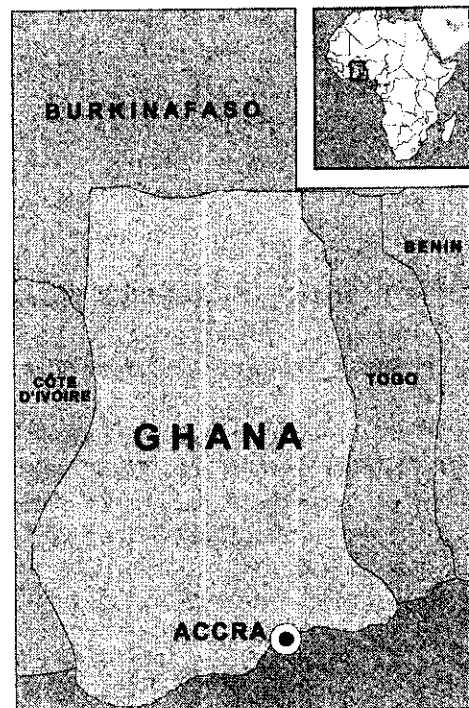 BURKINAFASO
BENIN
CÔTE
D'IVOIRE
TOGO
GHANA
ACCRA